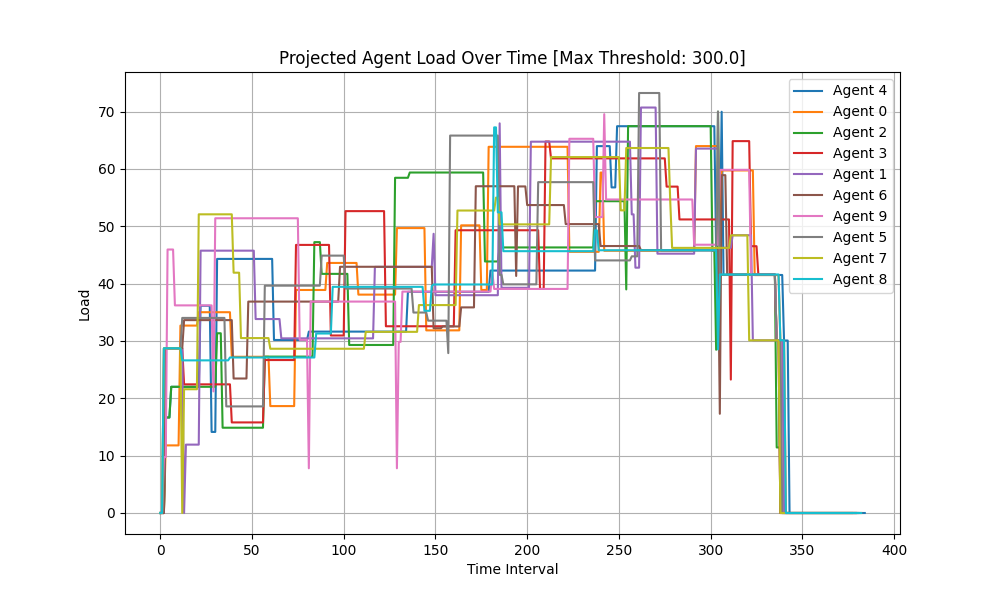 Projected Agent Load Over Time [Max Threshold: 300.0]
Load
70
60
50
40
30
20
10
0
0 50 100 150 200 250 300 350 400
Time Interval
Agent 4
Agent 0
Agent 2
Agent 3
Agent 1
Agent 6
Agent 9
Agent 5
Agent 7
Agent 8